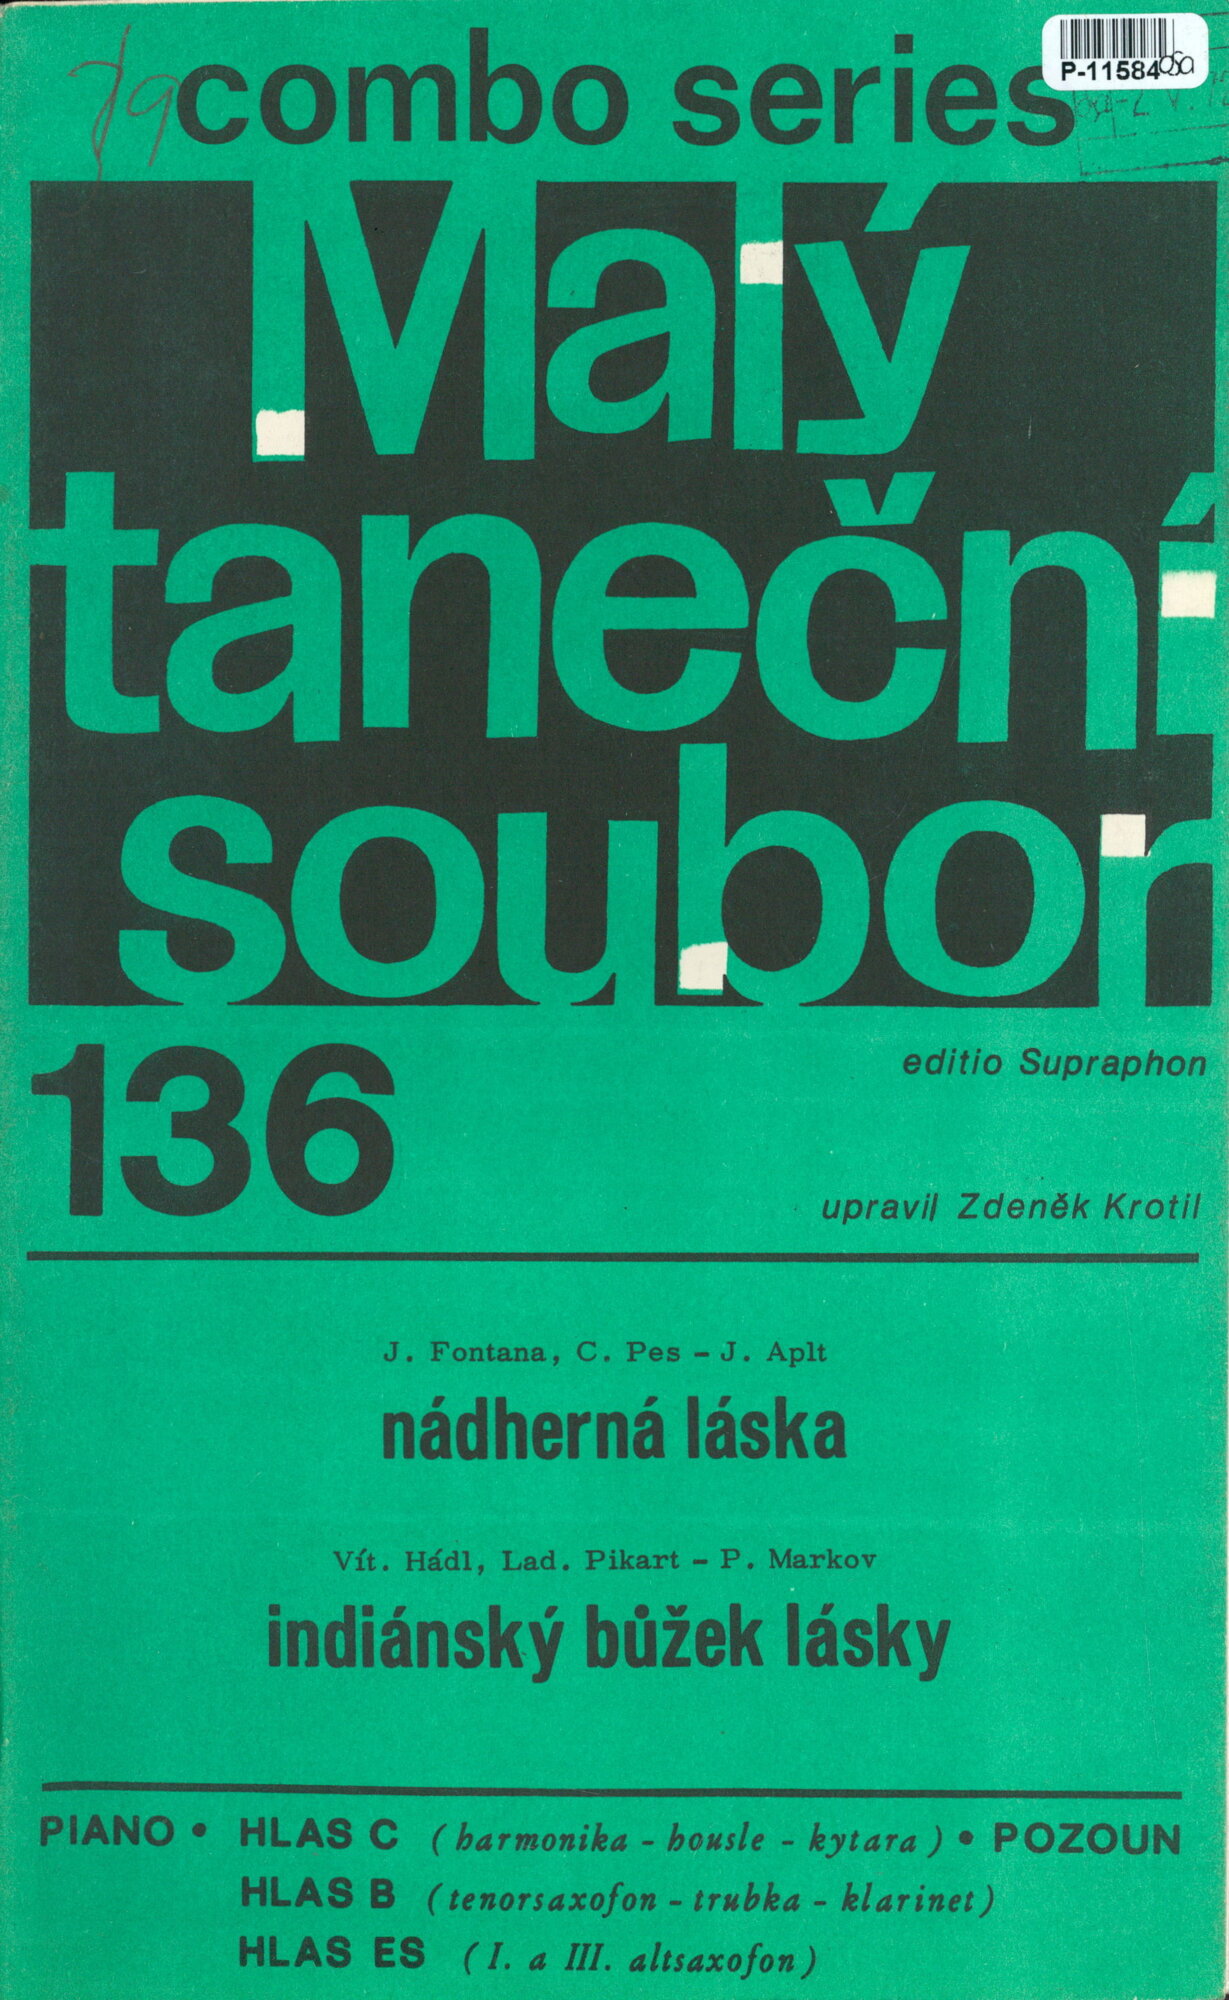 79
combo series
P-11584
Malý
taneční
soubor
136
editio Supraphon
upravil Zdeněk Krotil
J. Fontana, C. Pes – J. Aplt
nádherná láska
Vít. Hádl, Lad. Pikart – P. Markov
indiánský bůžek lásky
PIANO • HLAS C (harmonika - housle - kytara) • POZOUN
HLAS B (tenorsaxofon - trubka - klarinet)
HLAS ES (I. a III. altsaxofon)